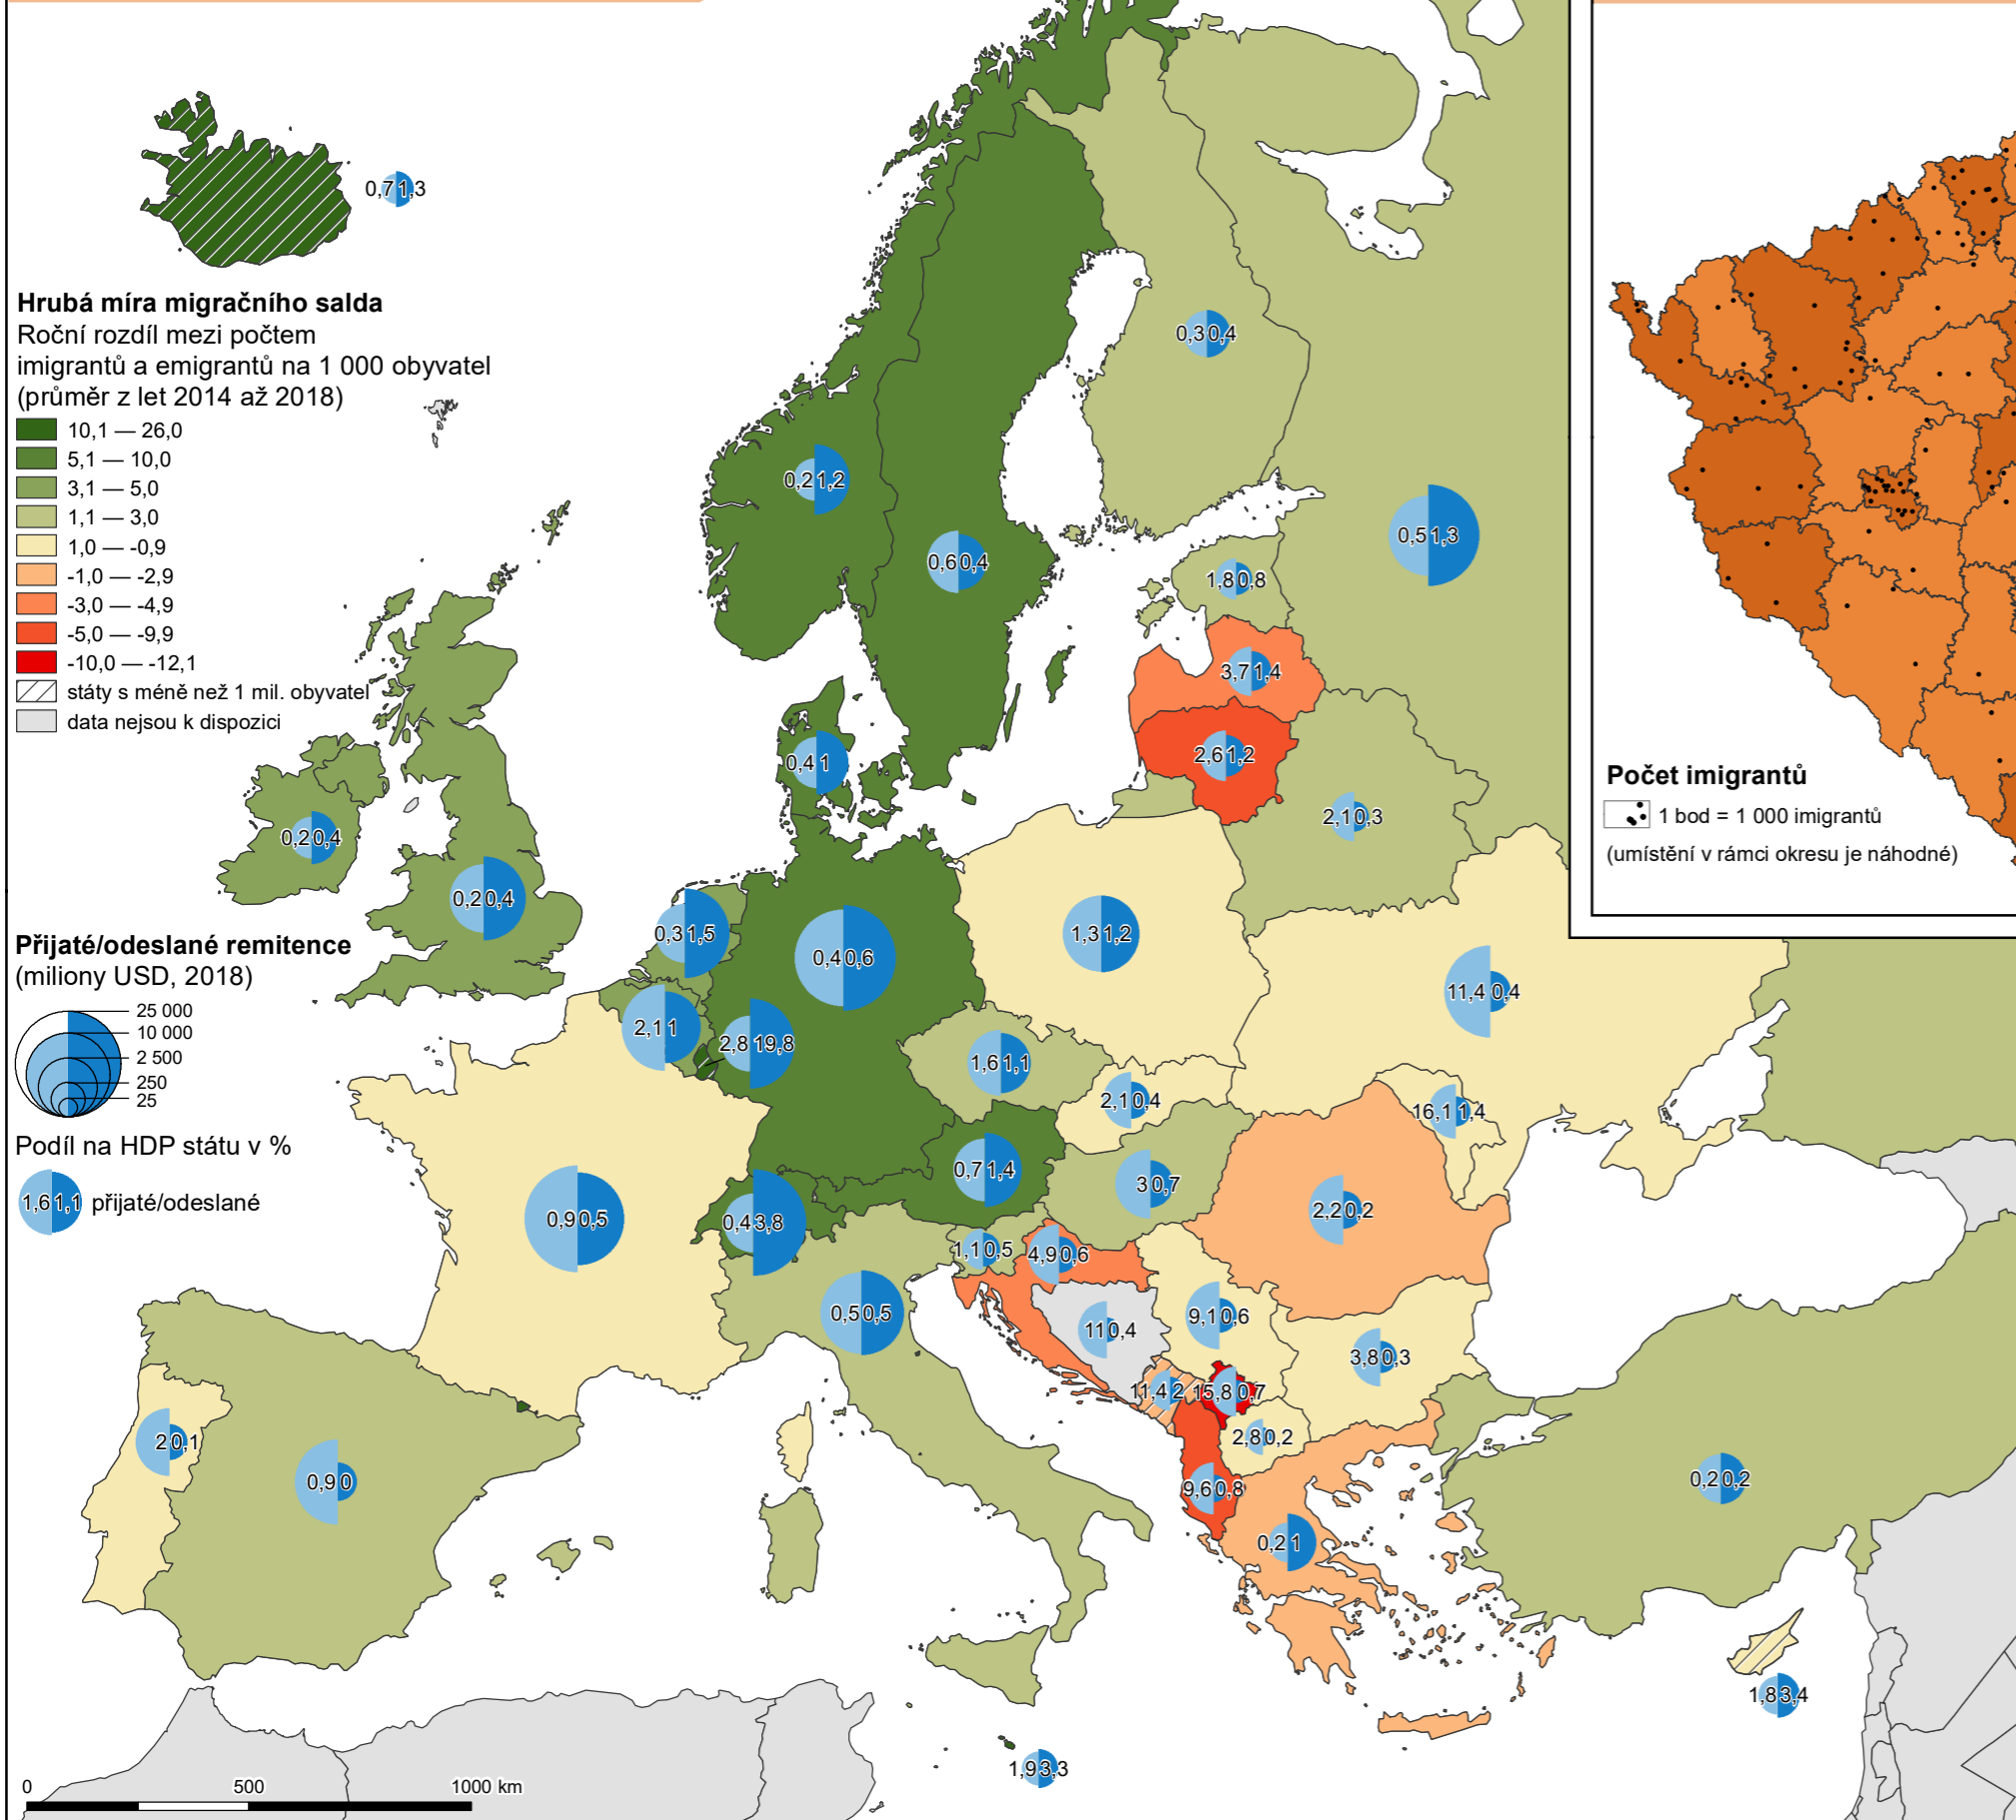 0,7 1,3
Hrubá míra migračního salda
Roční rozdíl mezi počtem
imigrantů a emigrantů na 1 000 obyvatel
(průměr z let 2014 až 2018)
10,1 — 26,0
5,1 — 10,0
3,1 — 5,0
1,1 — 3,0
1,0 — -0,9
-1,0 — -2,9
-3,0 — -4,9
-5,0 — -9,9
-10,0 — -12,1
státy s méně než 1 mil. obyvatel
data nejsou k dispozici
Přijaté/odeslané remitence
(miliony USD, 2018)
25 000
10 000
2 500
250
25
Podíl na HDP státu v %
1,6 1,1 přijaté/odeslané
0,3 0,4
0,2 1,2
0,6 0,4
0,5 1,3
1,8 0,8
3,7 1,4
2,6 1,2
0,4 1
2,1 0,3
0,2 0,4
0,2 0,4
0,3 1,5
0,4 0,6
1,3 1,2
11,4 0,4
2,1 1
2,8 19,8
1,6 1,1
2,1 0,4
16,1 1,4
0,7 1,4
3 0,7
2,2 0,2
0,9 0,5
0,4 3,8
1,1 0,5
4,9 0,6
0,5 0,5
11 0,4
9,1 0,6
3,8 0,3
11,4 2
15,8 0,7
2,8 0,2
2 0,1
0,9 0
9,6 0,8
0,2 1
0,2 0,2
1,8 3,4
1,9 3,3
0 500 1000 km
Počet imigrantů
1 bod = 1 000 imigrantů
(umístění v rámci okresu je náhodné)